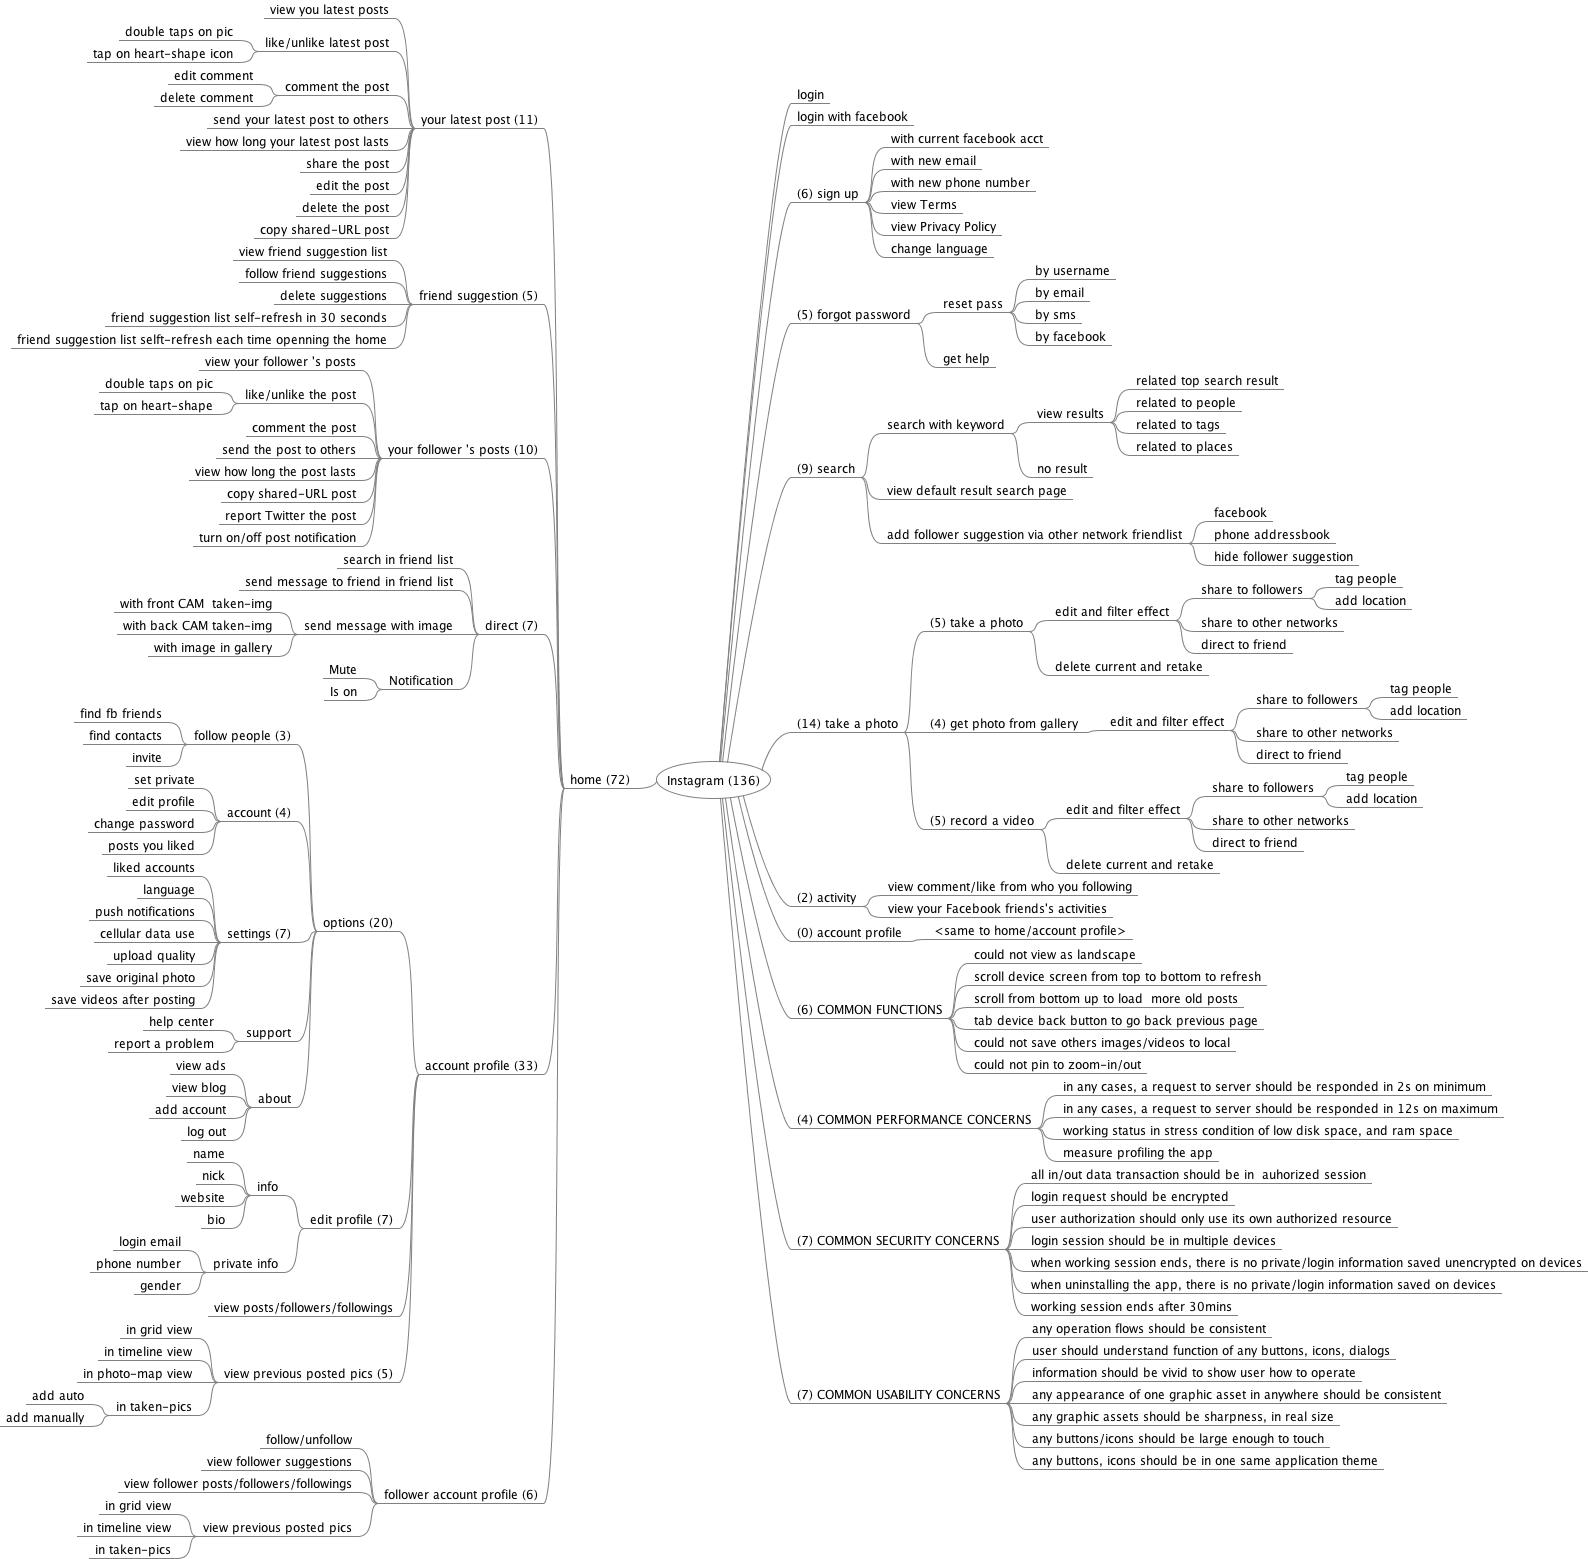 Instagram (136)
home (72)
your latest post (11)
view you latest posts
like/unlike latest post
double taps on pic
tap on heart-shape icon
comment the post
edit comment
delete comment
send your latest post to others
view how long your latest post lasts
share the post
edit the post
delete the post
copy shared-URL post
friend suggestion (5)
view friend suggestion list
follow friend suggestions
delete suggestions
friend suggestion list self-refresh in 30 seconds
friend suggestion list selft-refresh each time openning the home
your follower 's posts (10)
view your follower 's posts
like/unlike the post
double taps on pic
tap on heart-shape
comment the post
send the post to others
view how long the post lasts
copy shared-URL post
report Twitter the post
turn on/off post notification
direct (7)
search in friend list
send message to friend in friend list
send message with image
with front CAM  taken-img
with back CAM taken-img
with image in gallery
Notification
Mute
Is on
account profile (33)
options (20)
follow people (3)
find fb friends
find contacts
invite
account (4)
set private
edit profile
change password
posts you liked
settings (7)
liked accounts
language
push notifications
cellular data use
upload quality
save original photo
save videos after posting
support
help center
report a problem
about
view ads
view blog
add account
log out
edit profile (7)
info
name
nick
website
bio
private info
login email
phone number
gender
view posts/followers/followings
view previous posted pics (5)
in grid view
in timeline view
in photo-map view
in taken-pics
add auto
add manually
follower account profile (6)
follow/unfollow
view follower suggestions
view follower posts/followers/followings
view previous posted pics
in grid view
in timeline view
in taken-pics
login
login with facebook
(6) sign up
with current facebook acct
with new email
with new phone number
view Terms
view Privacy Policy
change language
(5) forgot password
reset pass
by username
by email
by sms
by facebook
get help
(9) search
search with keyword
view results
related top search result
related to people
related to tags
related to places
no result
view default result search page
add follower suggestion via other network friendlist
facebook
phone addressbook
hide follower suggestion
(14) take a photo
(5) take a photo
edit and filter effect
share to followers
tag people
add location
share to other networks
direct to friend
delete current and retake
(4) get photo from gallery
edit and filter effect
share to followers
tag people
add location
share to other networks
direct to friend
(5) record a video
edit and filter effect
share to followers
tag people
add location
share to other networks
direct to friend
delete current and retake
(2) activity
view comment/like from who you following
view your Facebook friends's activities
(0) account profile
<same to home/account profile>
(6) COMMON FUNCTIONS
could not view as landscape
scroll device screen from top to bottom to refresh
scroll from bottom up to load  more old posts
tab device back button to go back previous page
could not save others images/videos to local
could not pin to zoom-in/out
(4) COMMON PERFORMANCE CONCERNS
in any cases, a request to server should be responded in 2s on minimum
in any cases, a request to server should be responded in 12s on maximum
working status in stress condition of low disk space, and ram space
measure profiling the app
(7) COMMON SECURITY CONCERNS
all in/out data transaction should be in  auhorized session
login request should be encrypted
user authorization should only use its own authorized resource
login session should be in multiple devices
when working session ends, there is no private/login information saved unencrypted on devices
when uninstalling the app, there is no private/login information saved on devices
working session ends after 30mins
(7) COMMON USABILITY CONCERNS
any operation flows should be consistent
user should understand function of any buttons, icons, dialogs
information should be vivid to show user how to operate
any appearance of one graphic asset in anywhere should be consistent
any graphic assets should be sharpness, in real size
any buttons/icons should be large enough to touch
any buttons, icons should be in one same application theme